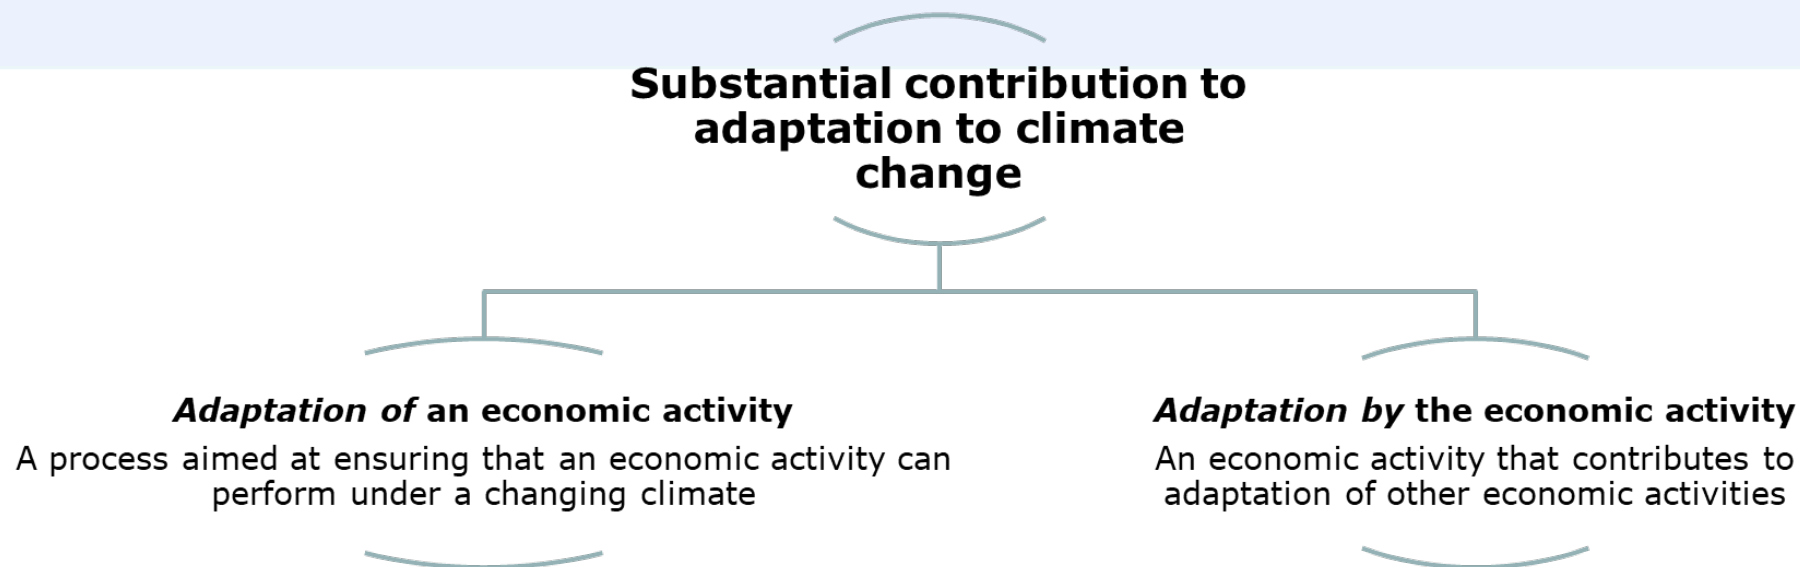 Substantial contribution to
adaptation to climate
change
Adaptation of an economic activity
A process aimed at ensuring that an economic activity can
perform under a changing climate
Adaptation by the economic activity
An economic activity that contributes to
adaptation of other economic activities